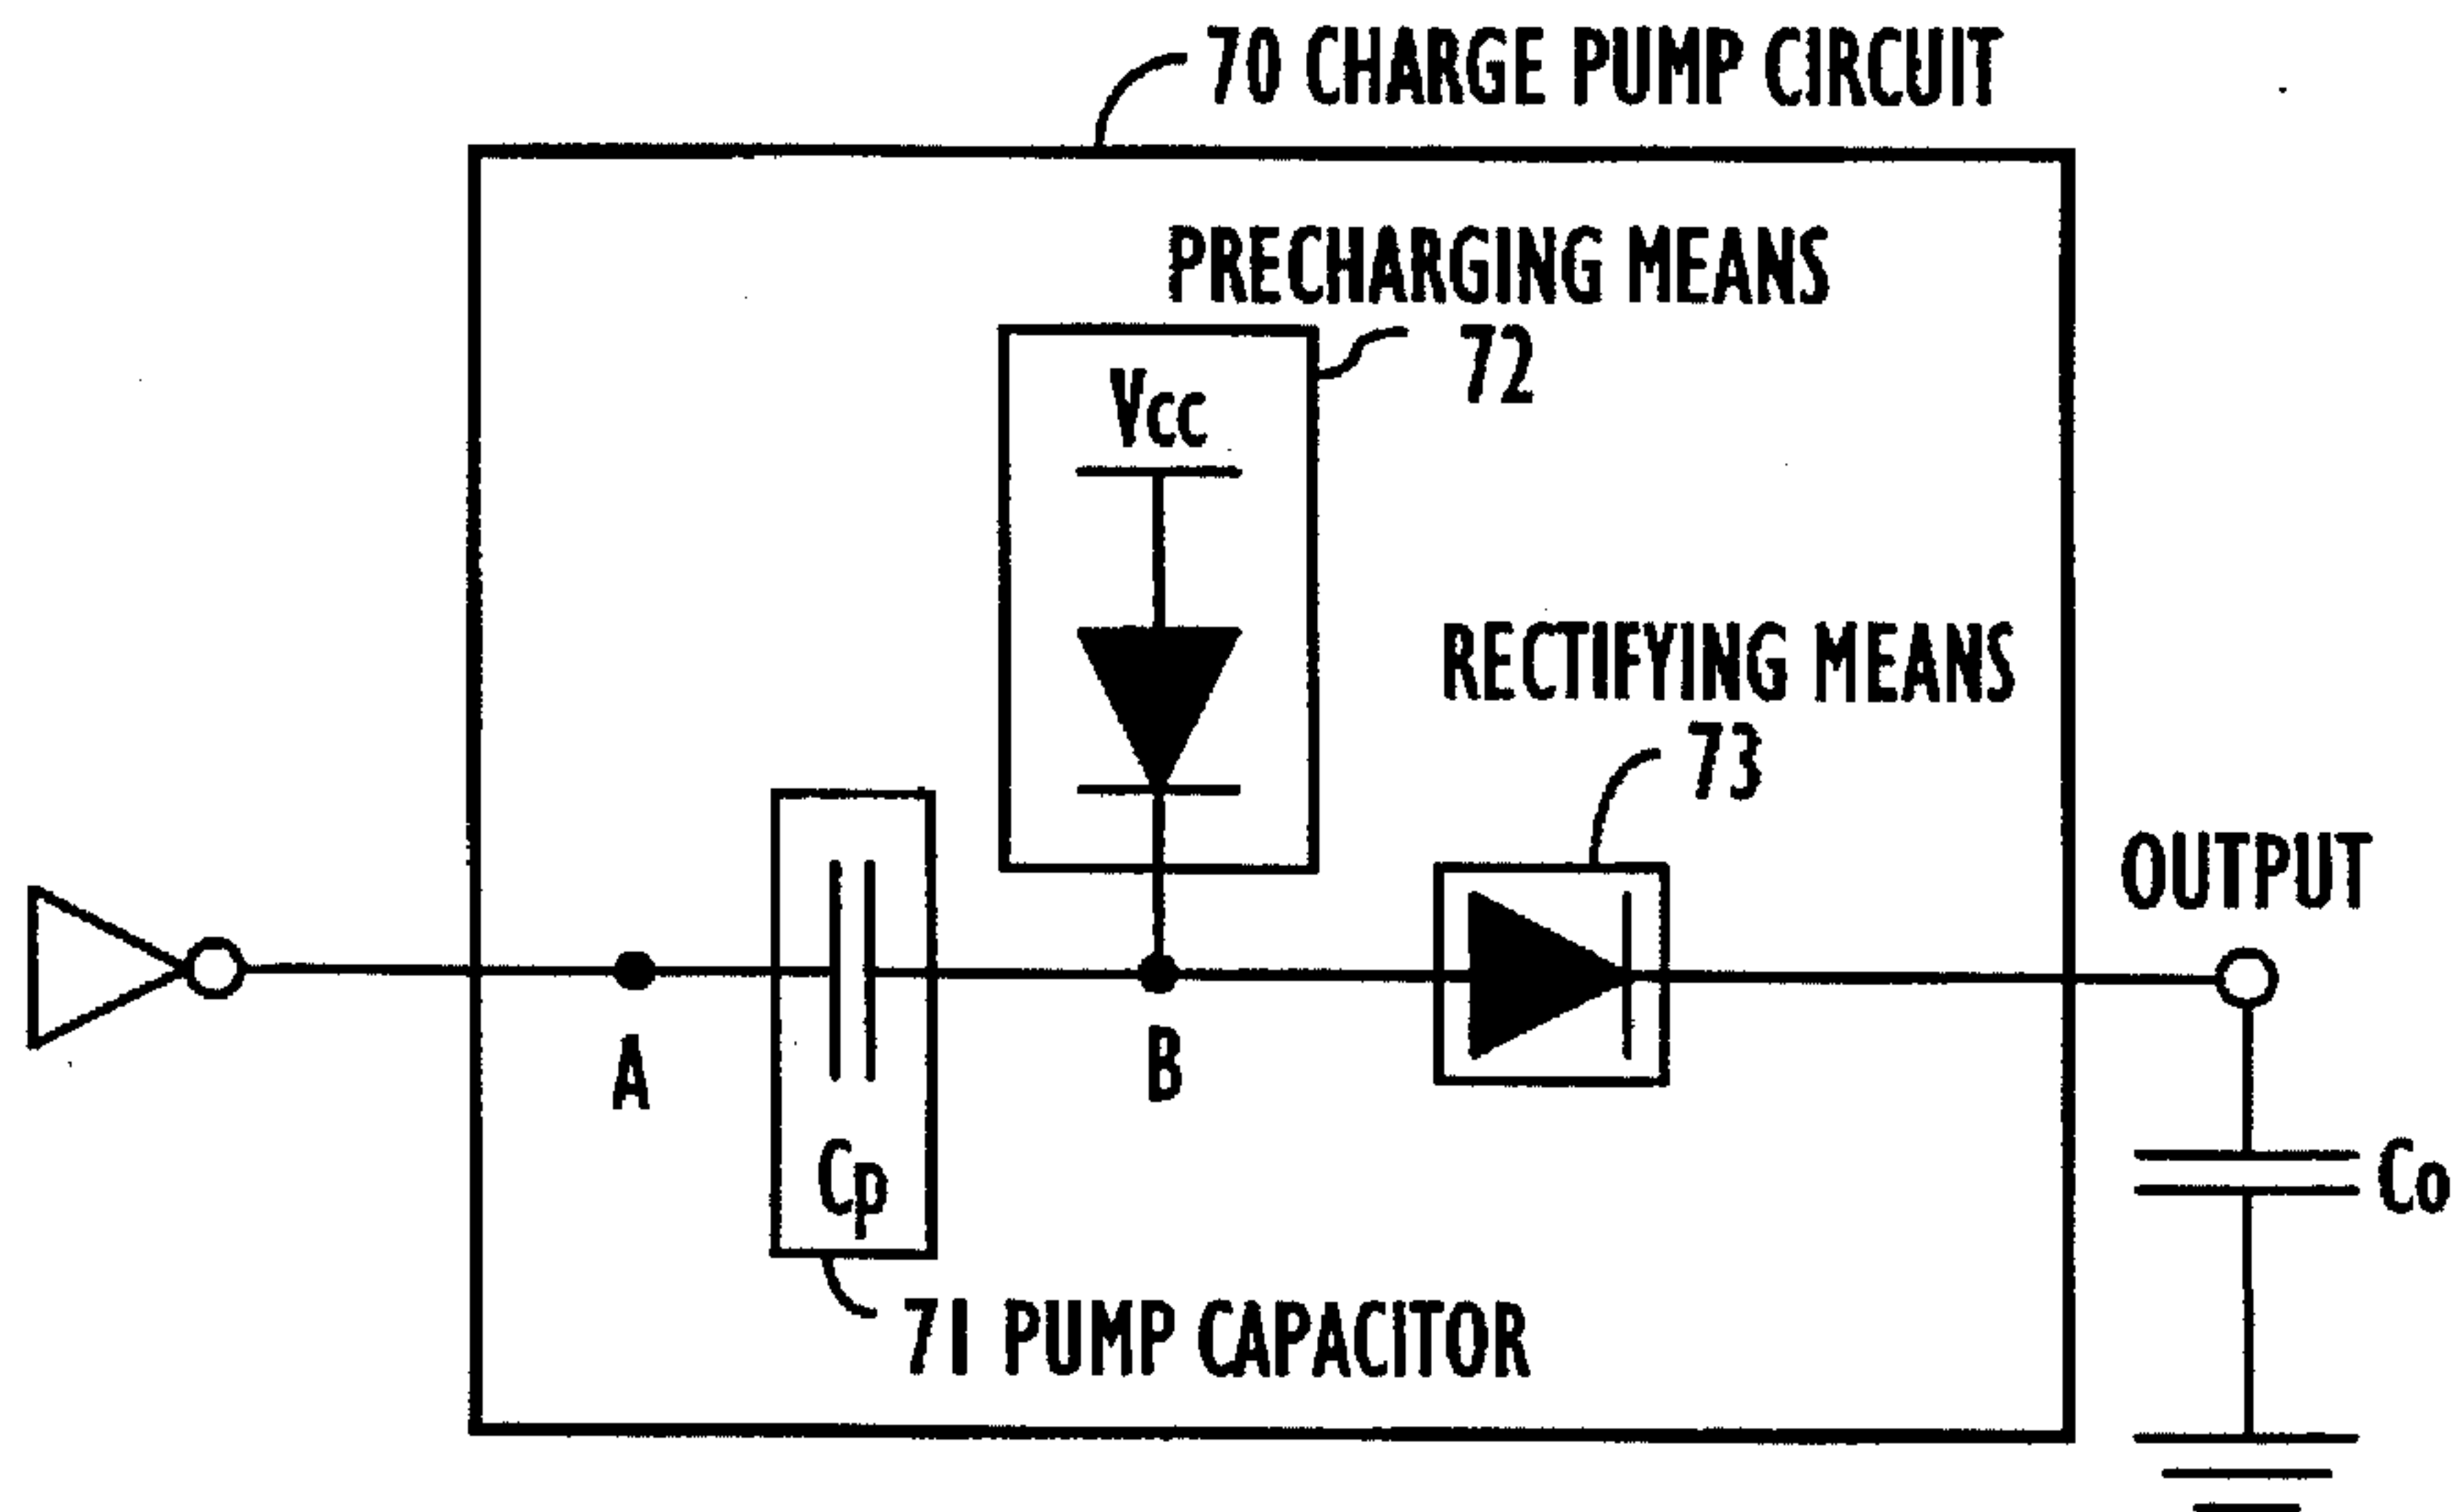 70 CHARGE PUMP CIRCUIT
PRECHARGING MEANS
72
Vcc
RECTIFYING MEANS
73
OUTPUT
A
B
Cp
Co
71 PUMP CAPACITOR